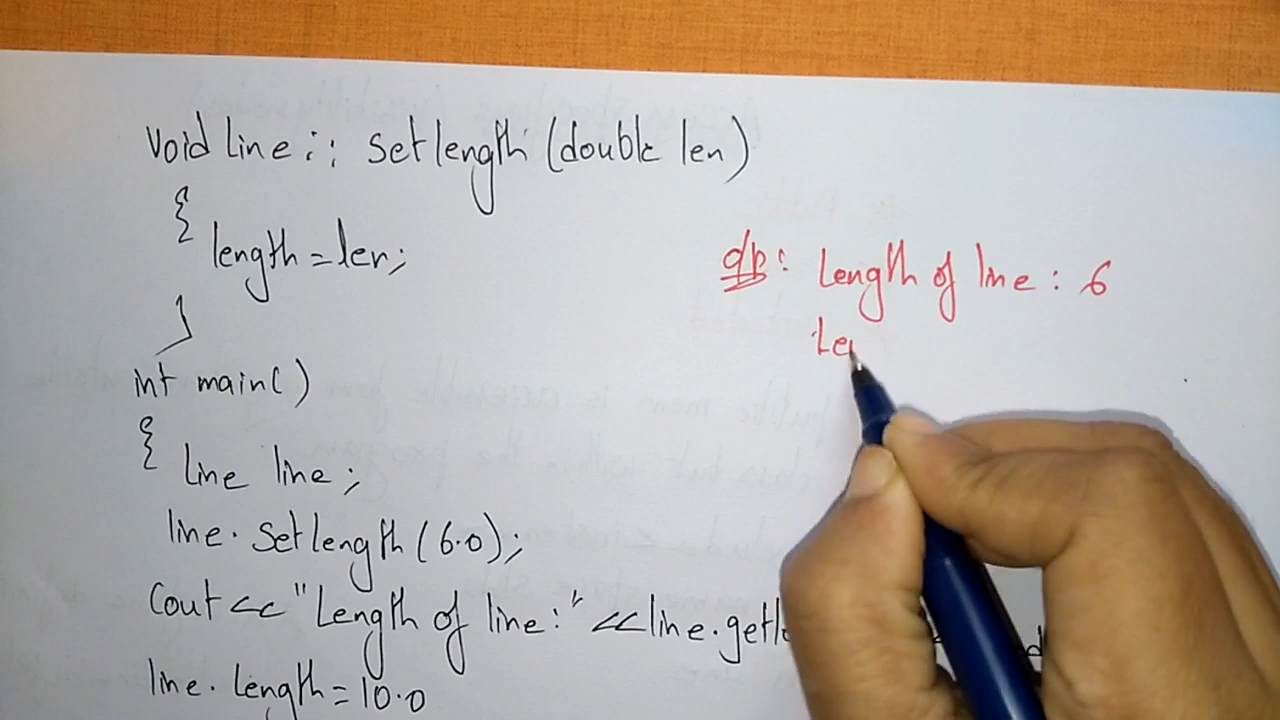 void line :: setlength (double len)
{
length = len;
}
int main()
{ line line ;
line. setlength (6.0);
Cout << "Length of line:" << line.getl
line. length = 10.0
op: Length of line : 6
Le